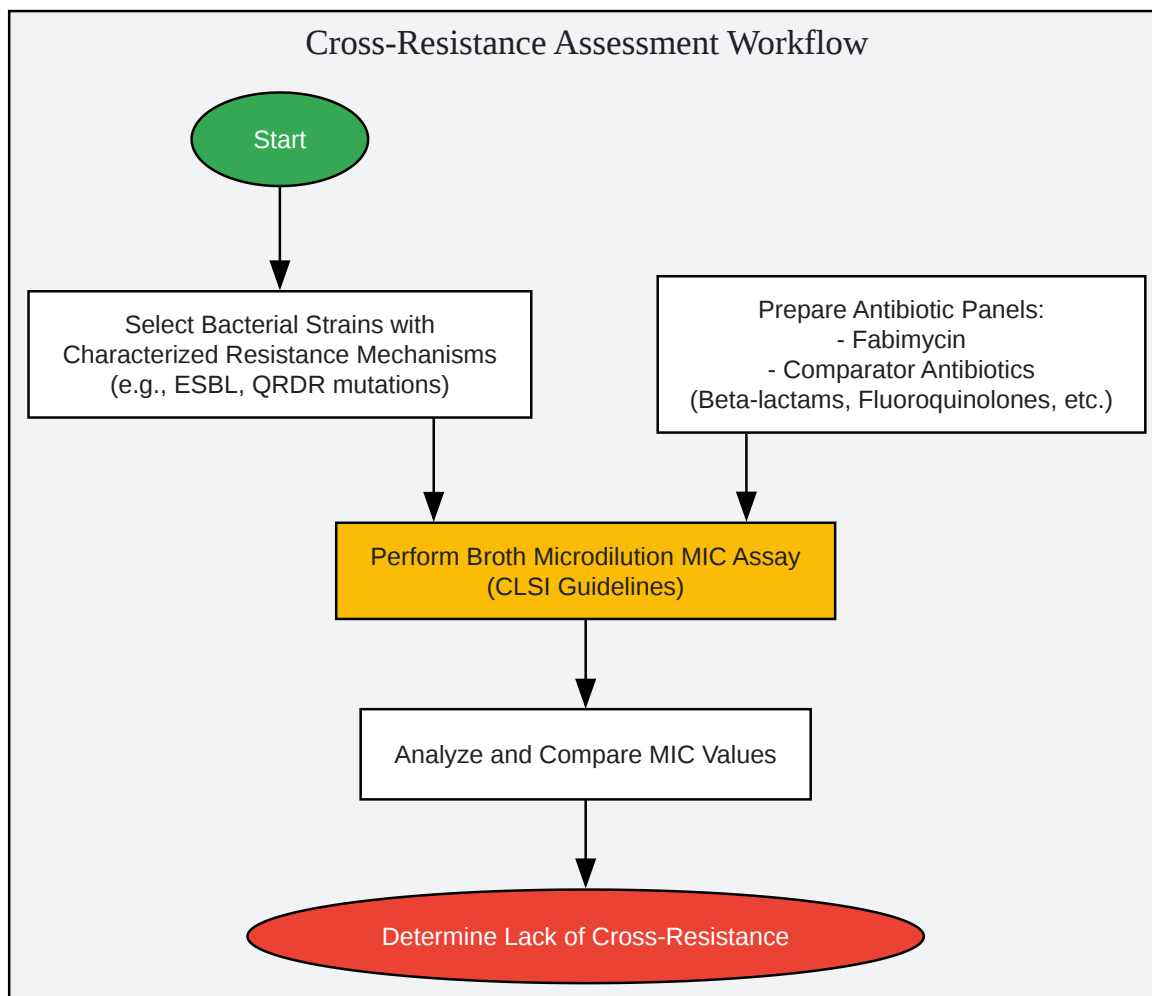 Cross-Resistance Assessment Workflow
Start
Select Bacterial Strains with
Characterized Resistance Mechanisms
(e.g., ESBL, QRDR mutations)
Prepare Antibiotic Panels:
- Fabimycin
- Comparator Antibiotics
(Beta-lactams, Fluoroquinolones, etc.)
Perform Broth Microdilution MIC Assay
(CLSI Guidelines)
Analyze and Compare MIC Values
Determine Lack of Cross-Resistance